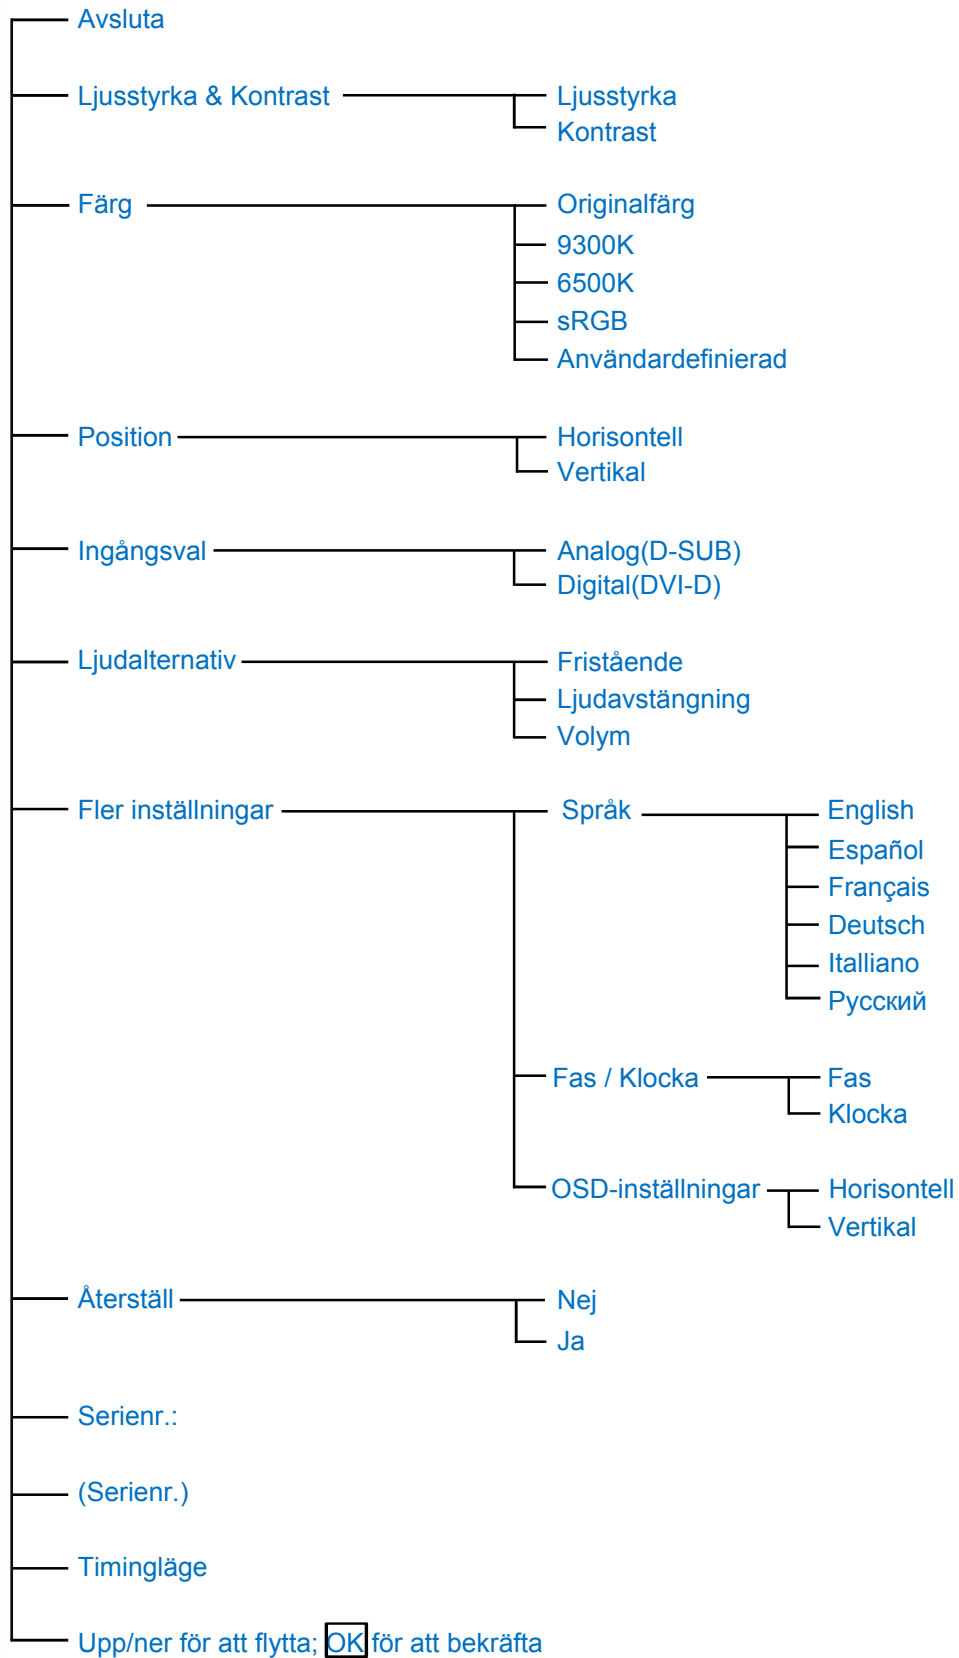 Avsluta
Ljusstyrka & Kontrast
Ljusstyrka
Kontrast
Färg
Originalfärg
9300K
6500K
sRGB
Användardefinierad
Position
Horisontell
Vertikal
Ingångsval
Analog(D-SUB)
Digital(DVI-D)
Ljudalternativ
Fristående
Ljudavstängning
Volym
Fler inställningar
Språk
English
Español
Français
Deutsch
Italliano
Русский
Fas / Klocka
Fas
Klocka
OSD-inställningar
Horisontell
Vertikal
Återställ
Nej
Ja
Serienr.:
(Serienr.)
Timingläge
Upp/ner för att flytta; OK för att bekräfta